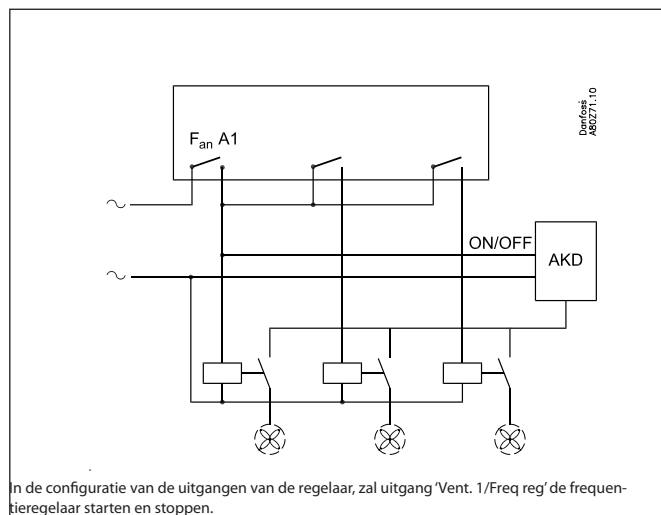 Danfoss
A80Z71.10
Fan A1
ON/OFF
AKD
In de configuratie van de uitgangen van de regelaar, zal uitgang 'Vent. 1/Freq reg' de frequen-
tieregelaar starten en stoppen.